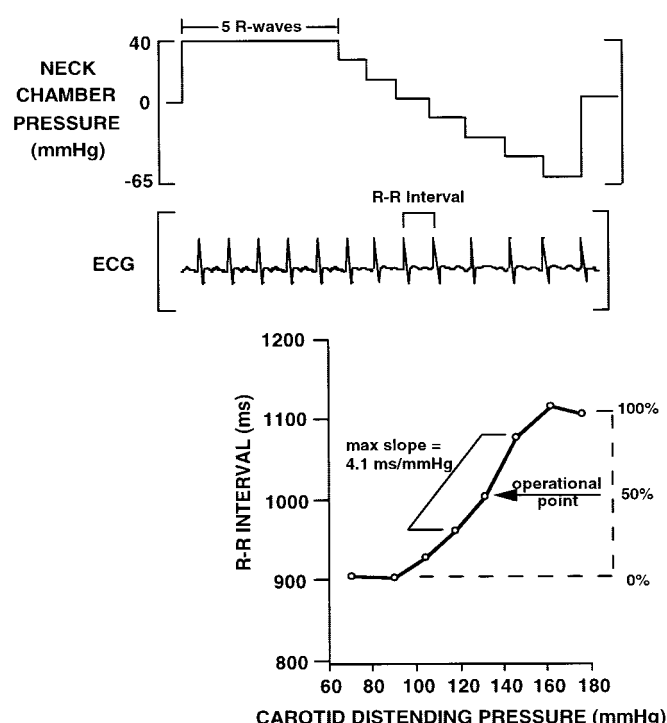 5 R-waves
40
NECK
CHAMBER
0
PRESSURE
(mmHg)
-65
R-R Interval
ECG
1200
1100
1000
900
800
R-R INTERVAL (ms)
max slope =
4.1 ms/mmHg
operational
point
100%
50%
0%
60 80 100 120 140 160 180
CAROTID DISTENDING PRESSURE (mmHg)